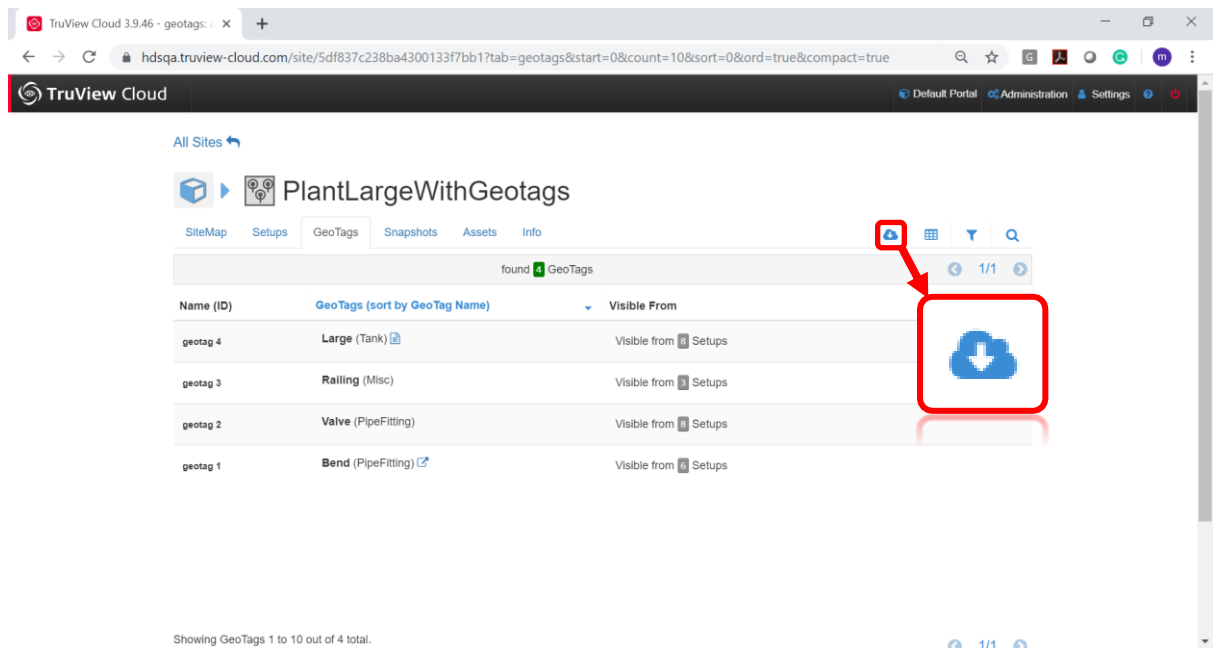 TruView Cloud 3.9.46 - geotags:
hdsqa.truview-cloud.com/site/5df837c238ba4300133f7bb1?tab=geotags&start=0&count=10&sort=0&ord=true&compact=true
G
G
m
TruView Cloud
Default Portal Administration Settings
All Sites
PlantLargeWithGeotags
SiteMap Setups GeoTags Snapshots Assets Info
found 4 GeoTags 1/1
Name (ID) GeoTags (sort by GeoTag Name) Visible From
geotag 4 Large (Tank) Visible from 8 Setups
geotag 3 Railing (Misc) Visible from 3 Setups
geotag 2 Valve (PipeFitting) Visible from 8 Setups
geotag 1 Bend (PipeFitting) Visible from 6 Setups
Showing GeoTags 1 to 10 out of 4 total. 1/1